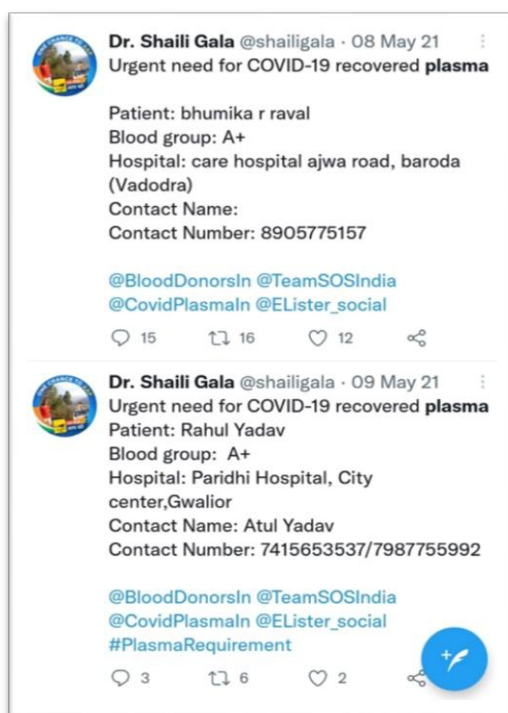 Dr. Shaili Gala @shailigala · 08 May 21
Urgent need for COVID-19 recovered plasma
Patient: bhumika r raval
Blood group: A+
Hospital: care hospital ajwa road, baroda
(Vadodra)
Contact Name:
Contact Number: 8905775157
@BloodDonorsIn @TeamSOSIndia
@CovidPlasmaIn @ELister_social
15 16 12
Dr. Shaili Gala @shailigala · 09 May 21
Urgent need for COVID-19 recovered plasma
Patient: Rahul Yadav
Blood group: A+
Hospital: Paridhi Hospital, City
center,Gwalior
Contact Name: Atul Yadav
Contact Number: 7415653537/7987755992
@BloodDonorsIn @TeamSOSIndia
@CovidPlasmaIn @ELister_social
#PlasmaRequirement
3 6 2